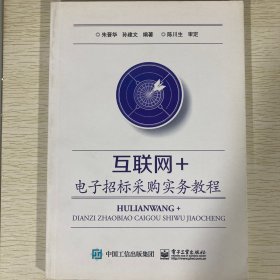 ◇朱晋华 孙建文 编著 ◇陈川生 审定
互联网+
电子招标采购实务教程
HULIANWANG +
DIANZI ZHAOBIAO CAIGOU SHIWU JIAOCHENG
中国工信出版集团 电子工业出版社